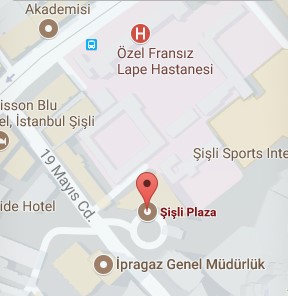 Akademisi
H
Özel Fransız
Lape Hastanesi
isson Blu
el, İstanbul Şişli
19 Mayıs Cd.
Şişli Sports Inte
ide Hotel
Şişli Plaza
İpragaz Genel Müdürlük